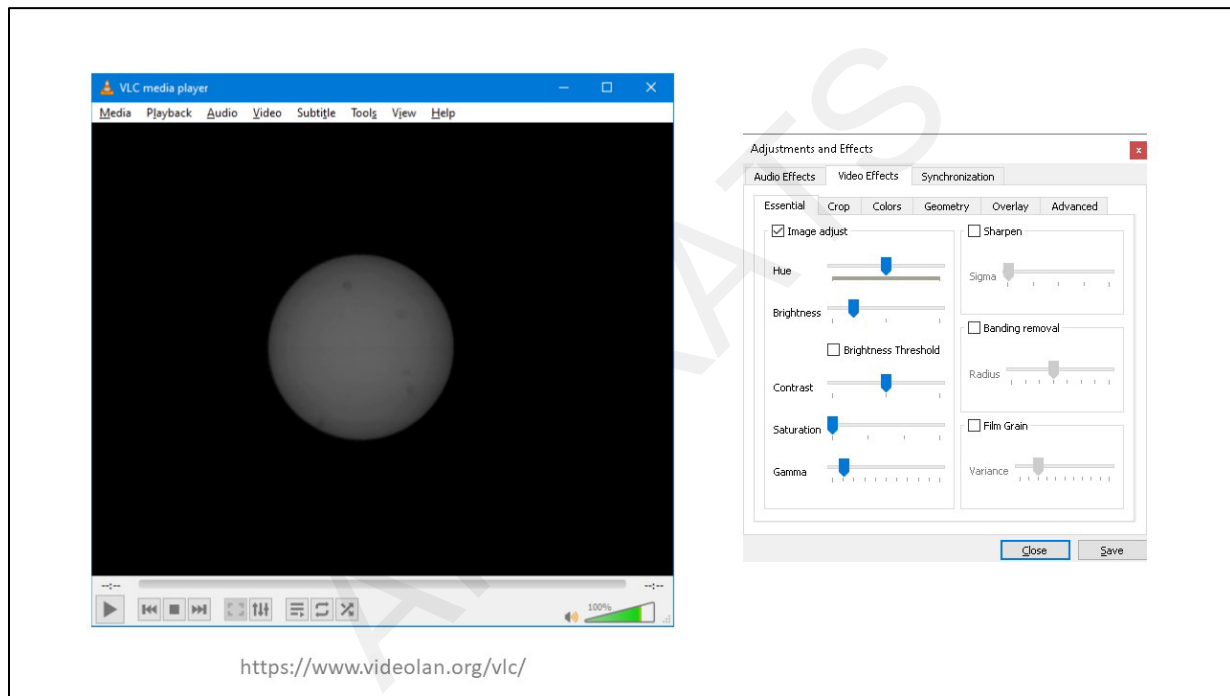 VLC media player
Media Playback Audio Video Subtitle Tools View Help
--:-- --:--
100%
https://www.videolan.org/vlc/
Adjustments and Effects
Audio Effects Video Effects Synchronization
Essential Crop Colors Geometry Overlay Advanced
Image adjust
Hue
Brightness
Brightness Threshold
Contrast
Saturation
Gamma
Sharpen
Sigma
Banding removal
Radius
Film Grain
Variance
Close Save